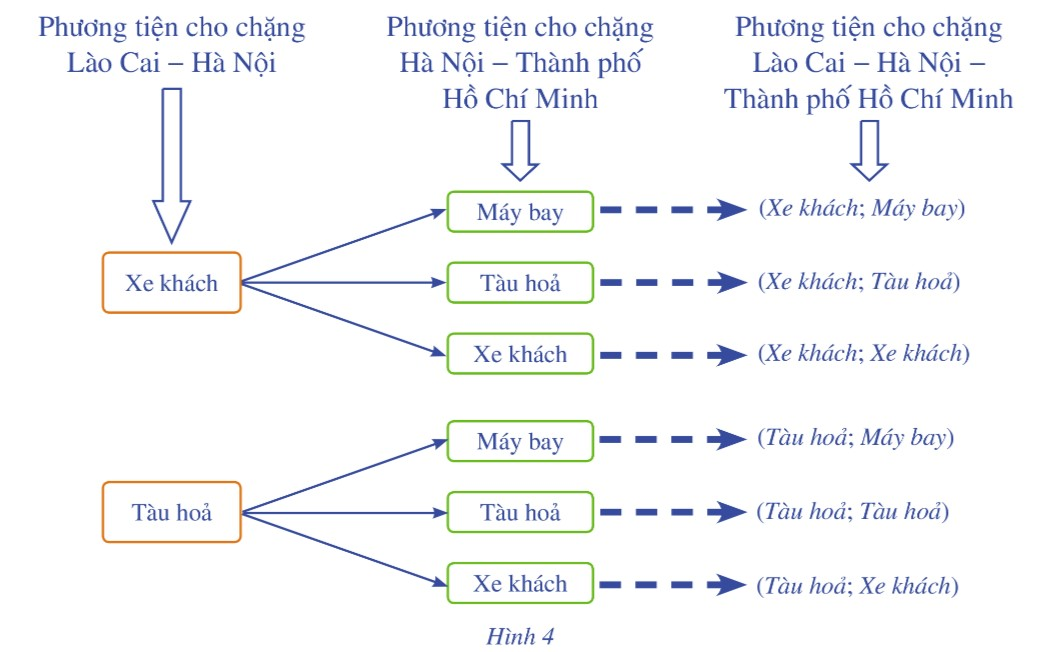 Phương tiện cho chặng
Lào Cai – Hà Nội
Phương tiện cho chặng
Hà Nội – Thành phố
Hồ Chí Minh
Phương tiện cho chặng
Lào Cai – Hà Nội –
Thành phố Hồ Chí Minh
Xe khách
Máy bay
(Xe khách; Máy bay)
Tàu hoả
(Xe khách; Tàu hoả)
Xe khách
(Xe khách; Xe khách)
Tàu hoả
Máy bay
(Tàu hoả; Máy bay)
Tàu hoả
(Tàu hoả; Tàu hoả)
Xe khách
(Tàu hoả; Xe khách)
Hình 4